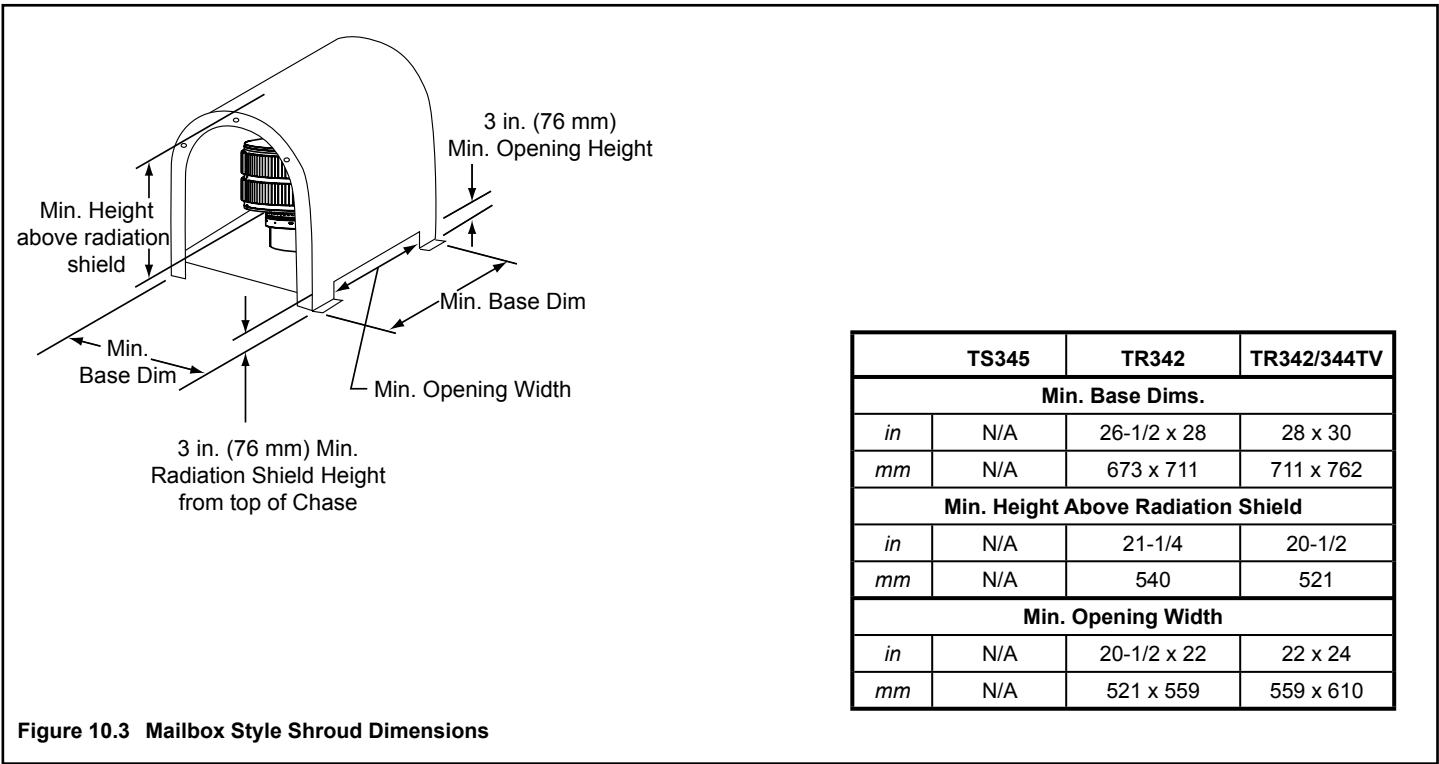 3 in. (76 mm)
Min. Opening Height
Min. Height
above radiation
shield
Min. Base Dim
Min.
Base Dim
Min. Opening Width
3 in. (76 mm) Min.
Radiation Shield Height
from top of Chase
TS345 TR342 TR342/344TV
Min. Base Dims.
in N/A 26-1/2 x 28 28 x 30
mm N/A 673 x 711 711 x 762
Min. Height Above Radiation Shield
in N/A 21-1/4 20-1/2
mm N/A 540 521
Min. Opening Width
in N/A 20-1/2 x 22 22 x 24
mm N/A 521 x 559 559 x 610
Figure 10.3 Mailbox Style Shroud Dimensions